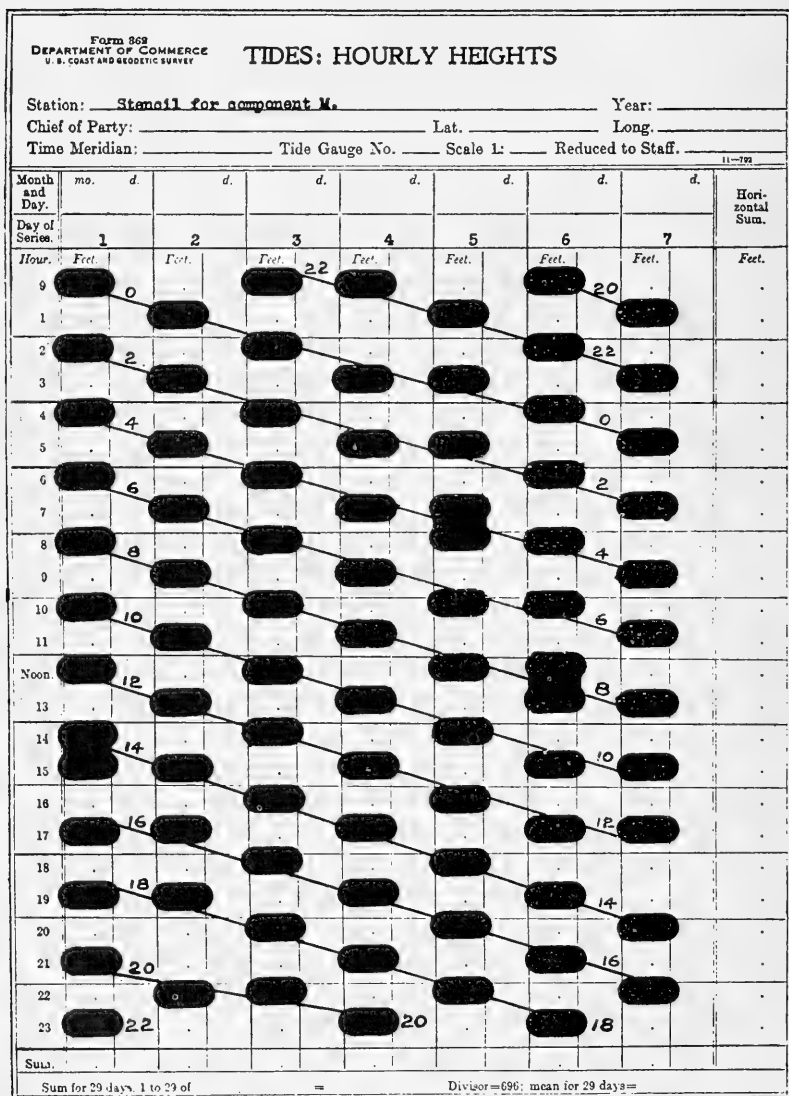 Form 362
DEPARTMENT OF COMMERCE
U. S. COAST AND GEODETIC SURVEY
TIDES: HOURLY HEIGHTS
Station: Stencil for component M. Year:
Chief of Party: Lat. Long.
Time Meridian: Tide Gauge No. Scale 1: Reduced to Staff.
11—792
Month and Day. mo. d. d. d. d. d. d. d. Horizontal Sum.
Day of Series. 1 2 3 4 5 6 7
Hour. Feet. Feet. Feet. Feet. Feet. Feet. Feet. Feet.
0 0 22 20
1
2 2 22
3
4 4 0
5
6 6 2
7
8 8 4
9
10 10 6
11
Noon. 12 8
13
14 14
15 10
16 16
17 12
18 18
19 14
20
21 20 16
22
23 22 20 18
Sum.
Sum for 29 days, 1 to 29 of = Divisor=696; mean for 29 days=